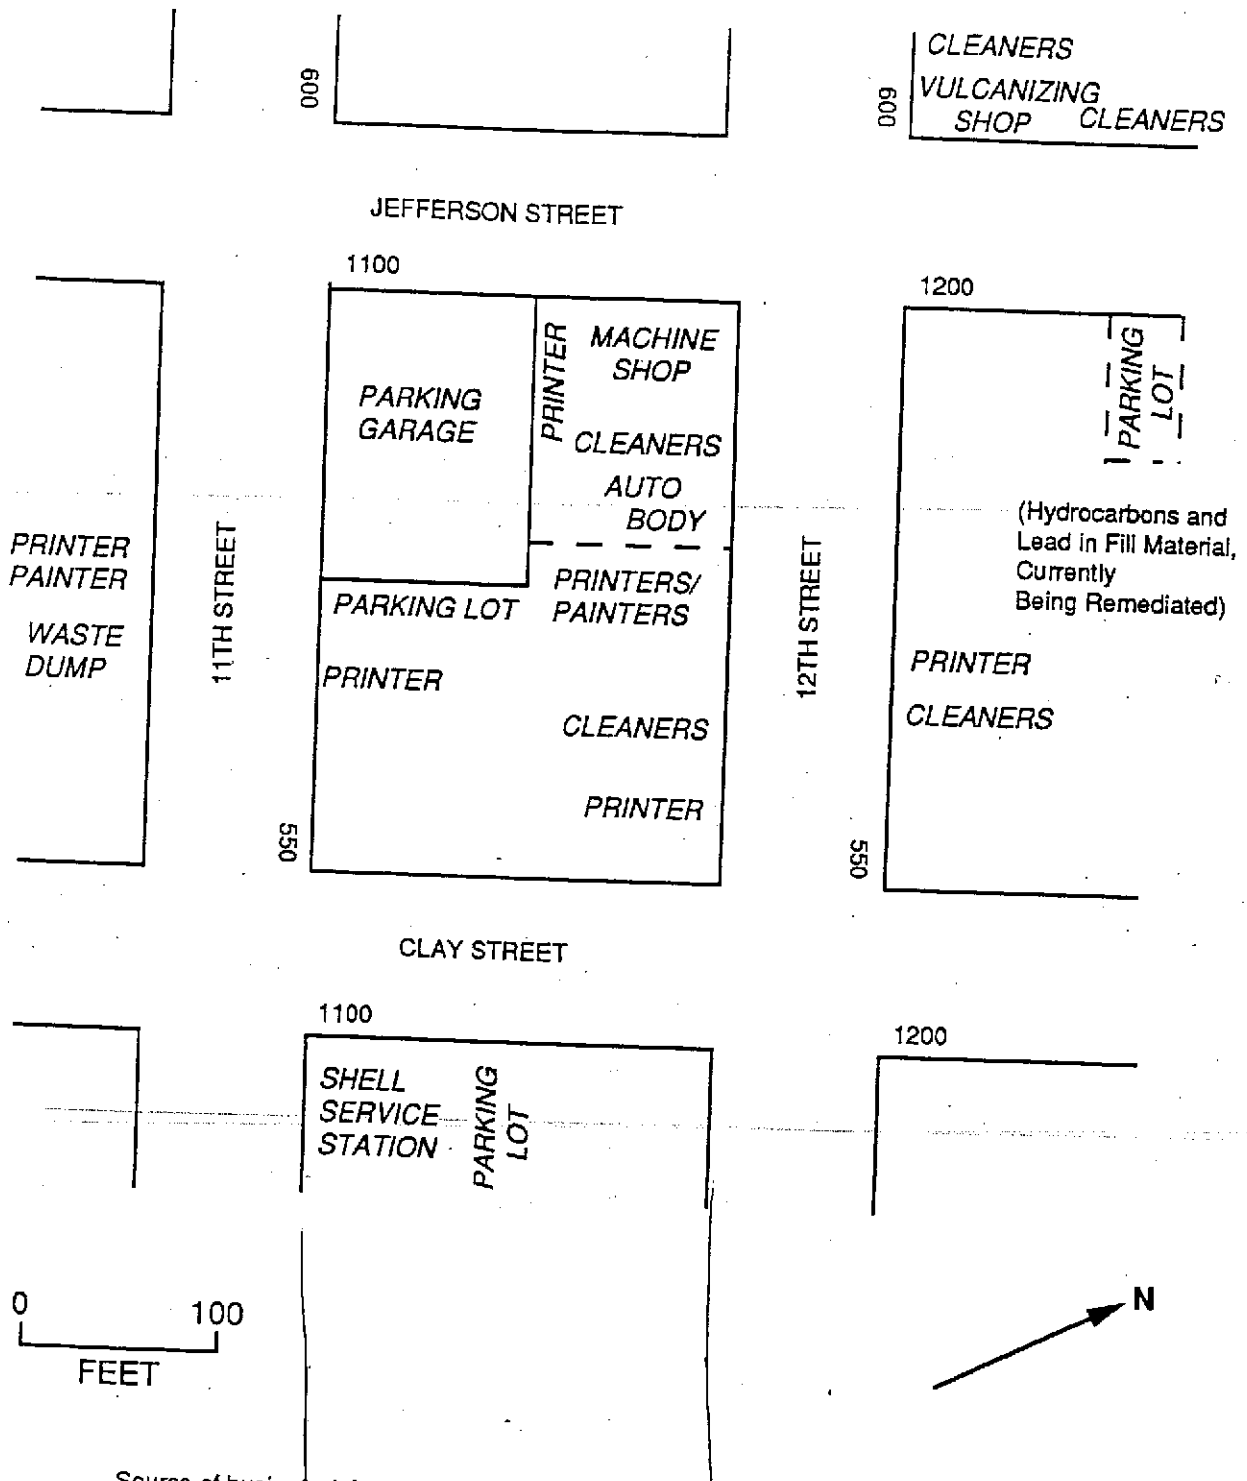 600
600
CLEANERS
VULCANIZING
SHOP
CLEANERS
JEFFERSON STREET
1100
1200
PARKING
GARAGE
PRINTER
MACHINE
SHOP
CLEANERS
AUTO
BODY
PARKING
LOT
(Hydrocarbons and
Lead in Fill Material,
Currently
Being Remediated)
PRINTER
PAINTER
WASTE
DUMP
11TH STREET
PARKING LOT
PRINTERS/
PAINTERS
PRINTER
CLEANERS
PRINTER
12TH STREET
PRINTER
CLEANERS
550
550
CLAY STREET
1100
1200
SHELL
SERVICE
STATION
PARKING
LOT
0 100
FEET
N
Source of